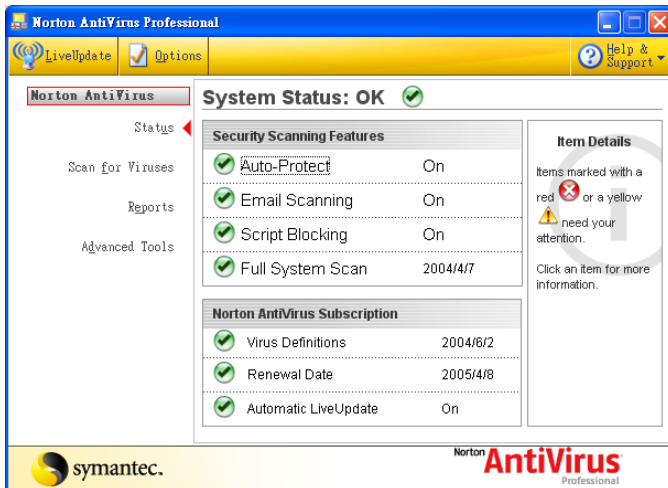 Norton AntiVirus Professional
LiveUpdate
Options
Help &
Support
Norton AntiVirus
Status
Scan for Viruses
Reports
Advanced Tools
System Status: OK
Security Scanning Features
Auto-Protect On
Email Scanning On
Script Blocking On
Full System Scan 2004/4/7
Norton AntiVirus Subscription
Virus Definitions 2004/6/2
Renewal Date 2005/4/8
Automatic LiveUpdate On
Item Details
Items marked with a
red or a yellow
need your
attention.
Click an item for more
information.
symantec.
Norton AntiVirus
Professional